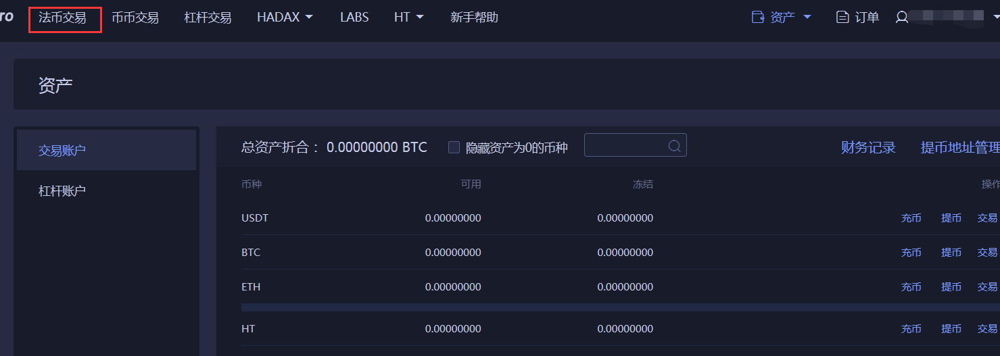 ro 法币交易 币币交易 杠杆交易 HADAX LABS HT 新手帮助 资产 订单
资产
交易账户
杠杆账户
总资产折合： 0.00000000 BTC 隐藏资产为0的币种 财务记录 提币地址管理
币种 可用 冻结 操作
USDT 0.00000000 0.00000000 充币 提币 交易
BTC 0.00000000 0.00000000 充币 提币 交易
ETH 0.00000000 0.00000000 充币 提币 交易
HT 0.00000000 0.00000000 充币 提币 交易